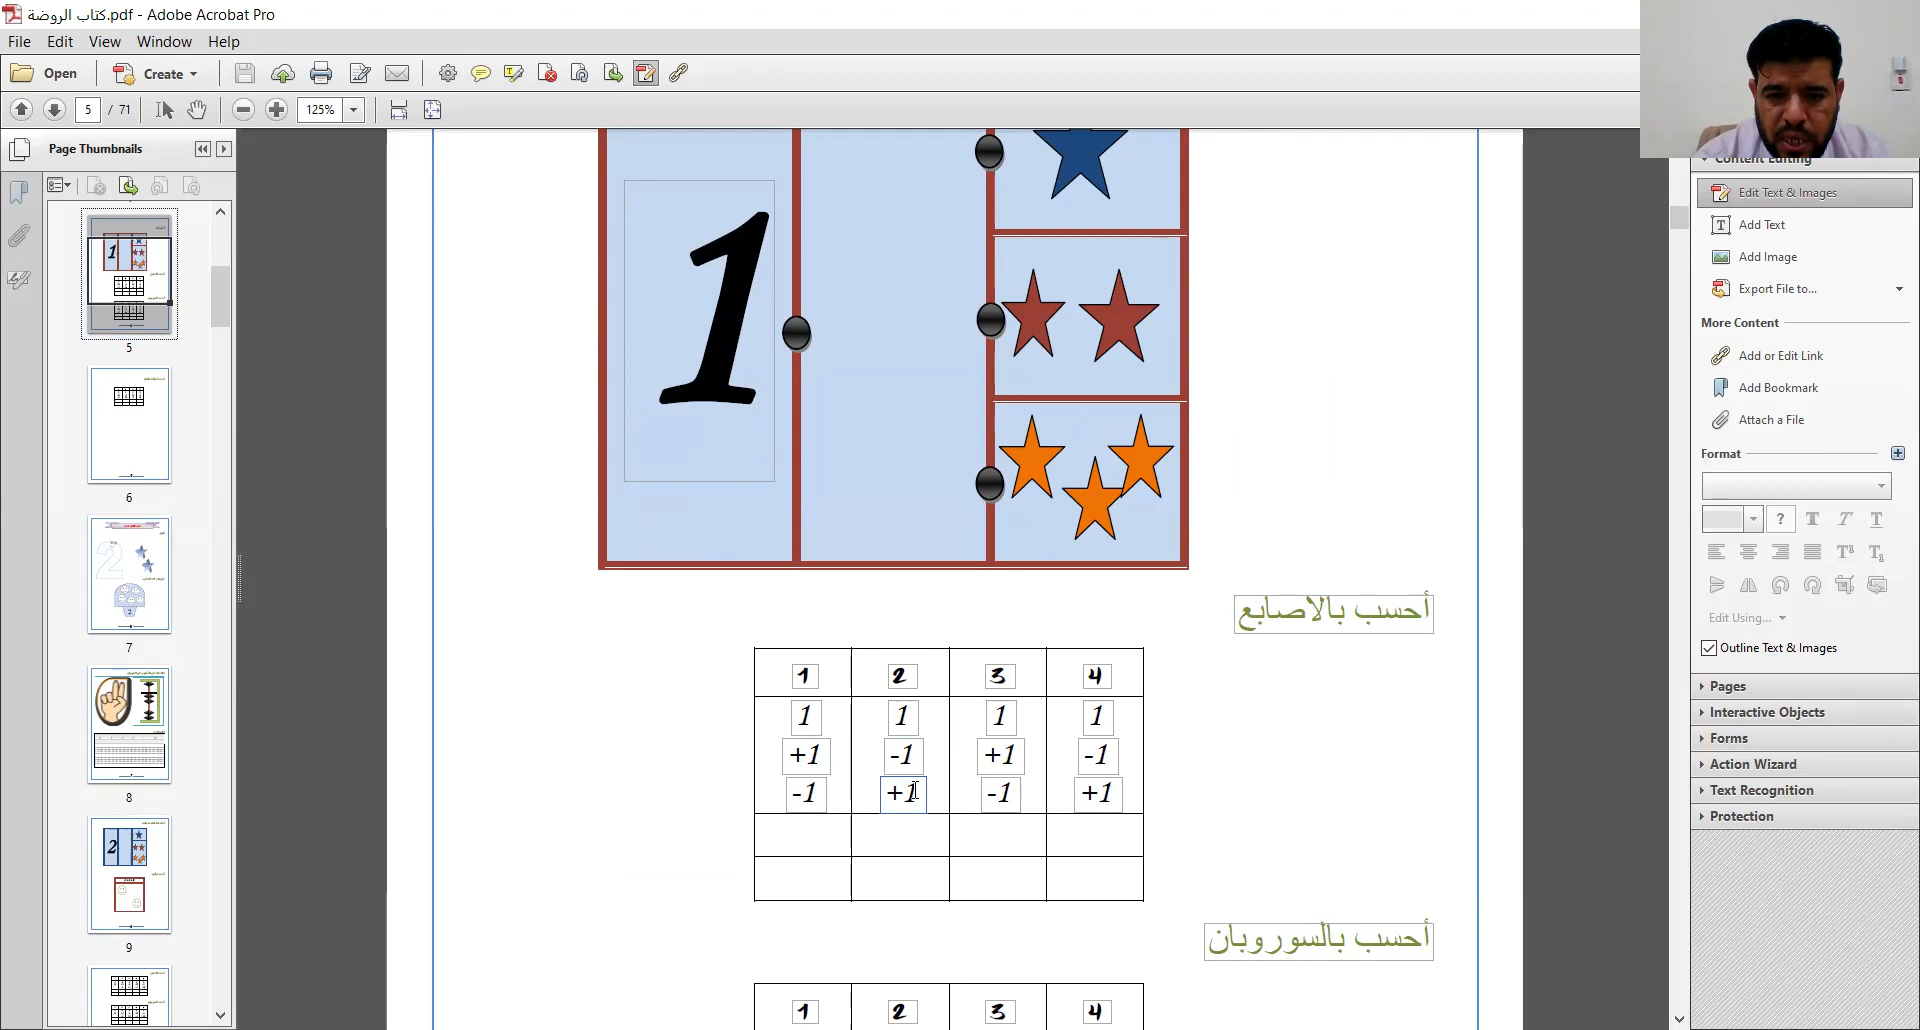 كتاب الروضة.pdf - Adobe Acrobat Pro
File Edit View Window Help
Open Create
5 / 71 125%
Page Thumbnails
5
6
7
8
9
1
أحسب بالاصابع
1 2 3 4
1 1 1 1
+1 -1 +1 -1
-1 +1 -1 +1
أحسب بالسوروبان
1 2 3 4
Content Editing
Edit Text & Images
Add Text
Add Image
Export File to...
More Content
Add or Edit Link
Add Bookmark
Attach a File
Format
Edit Using...
Outline Text & Images
Pages
Interactive Objects
Forms
Action Wizard
Text Recognition
Protection